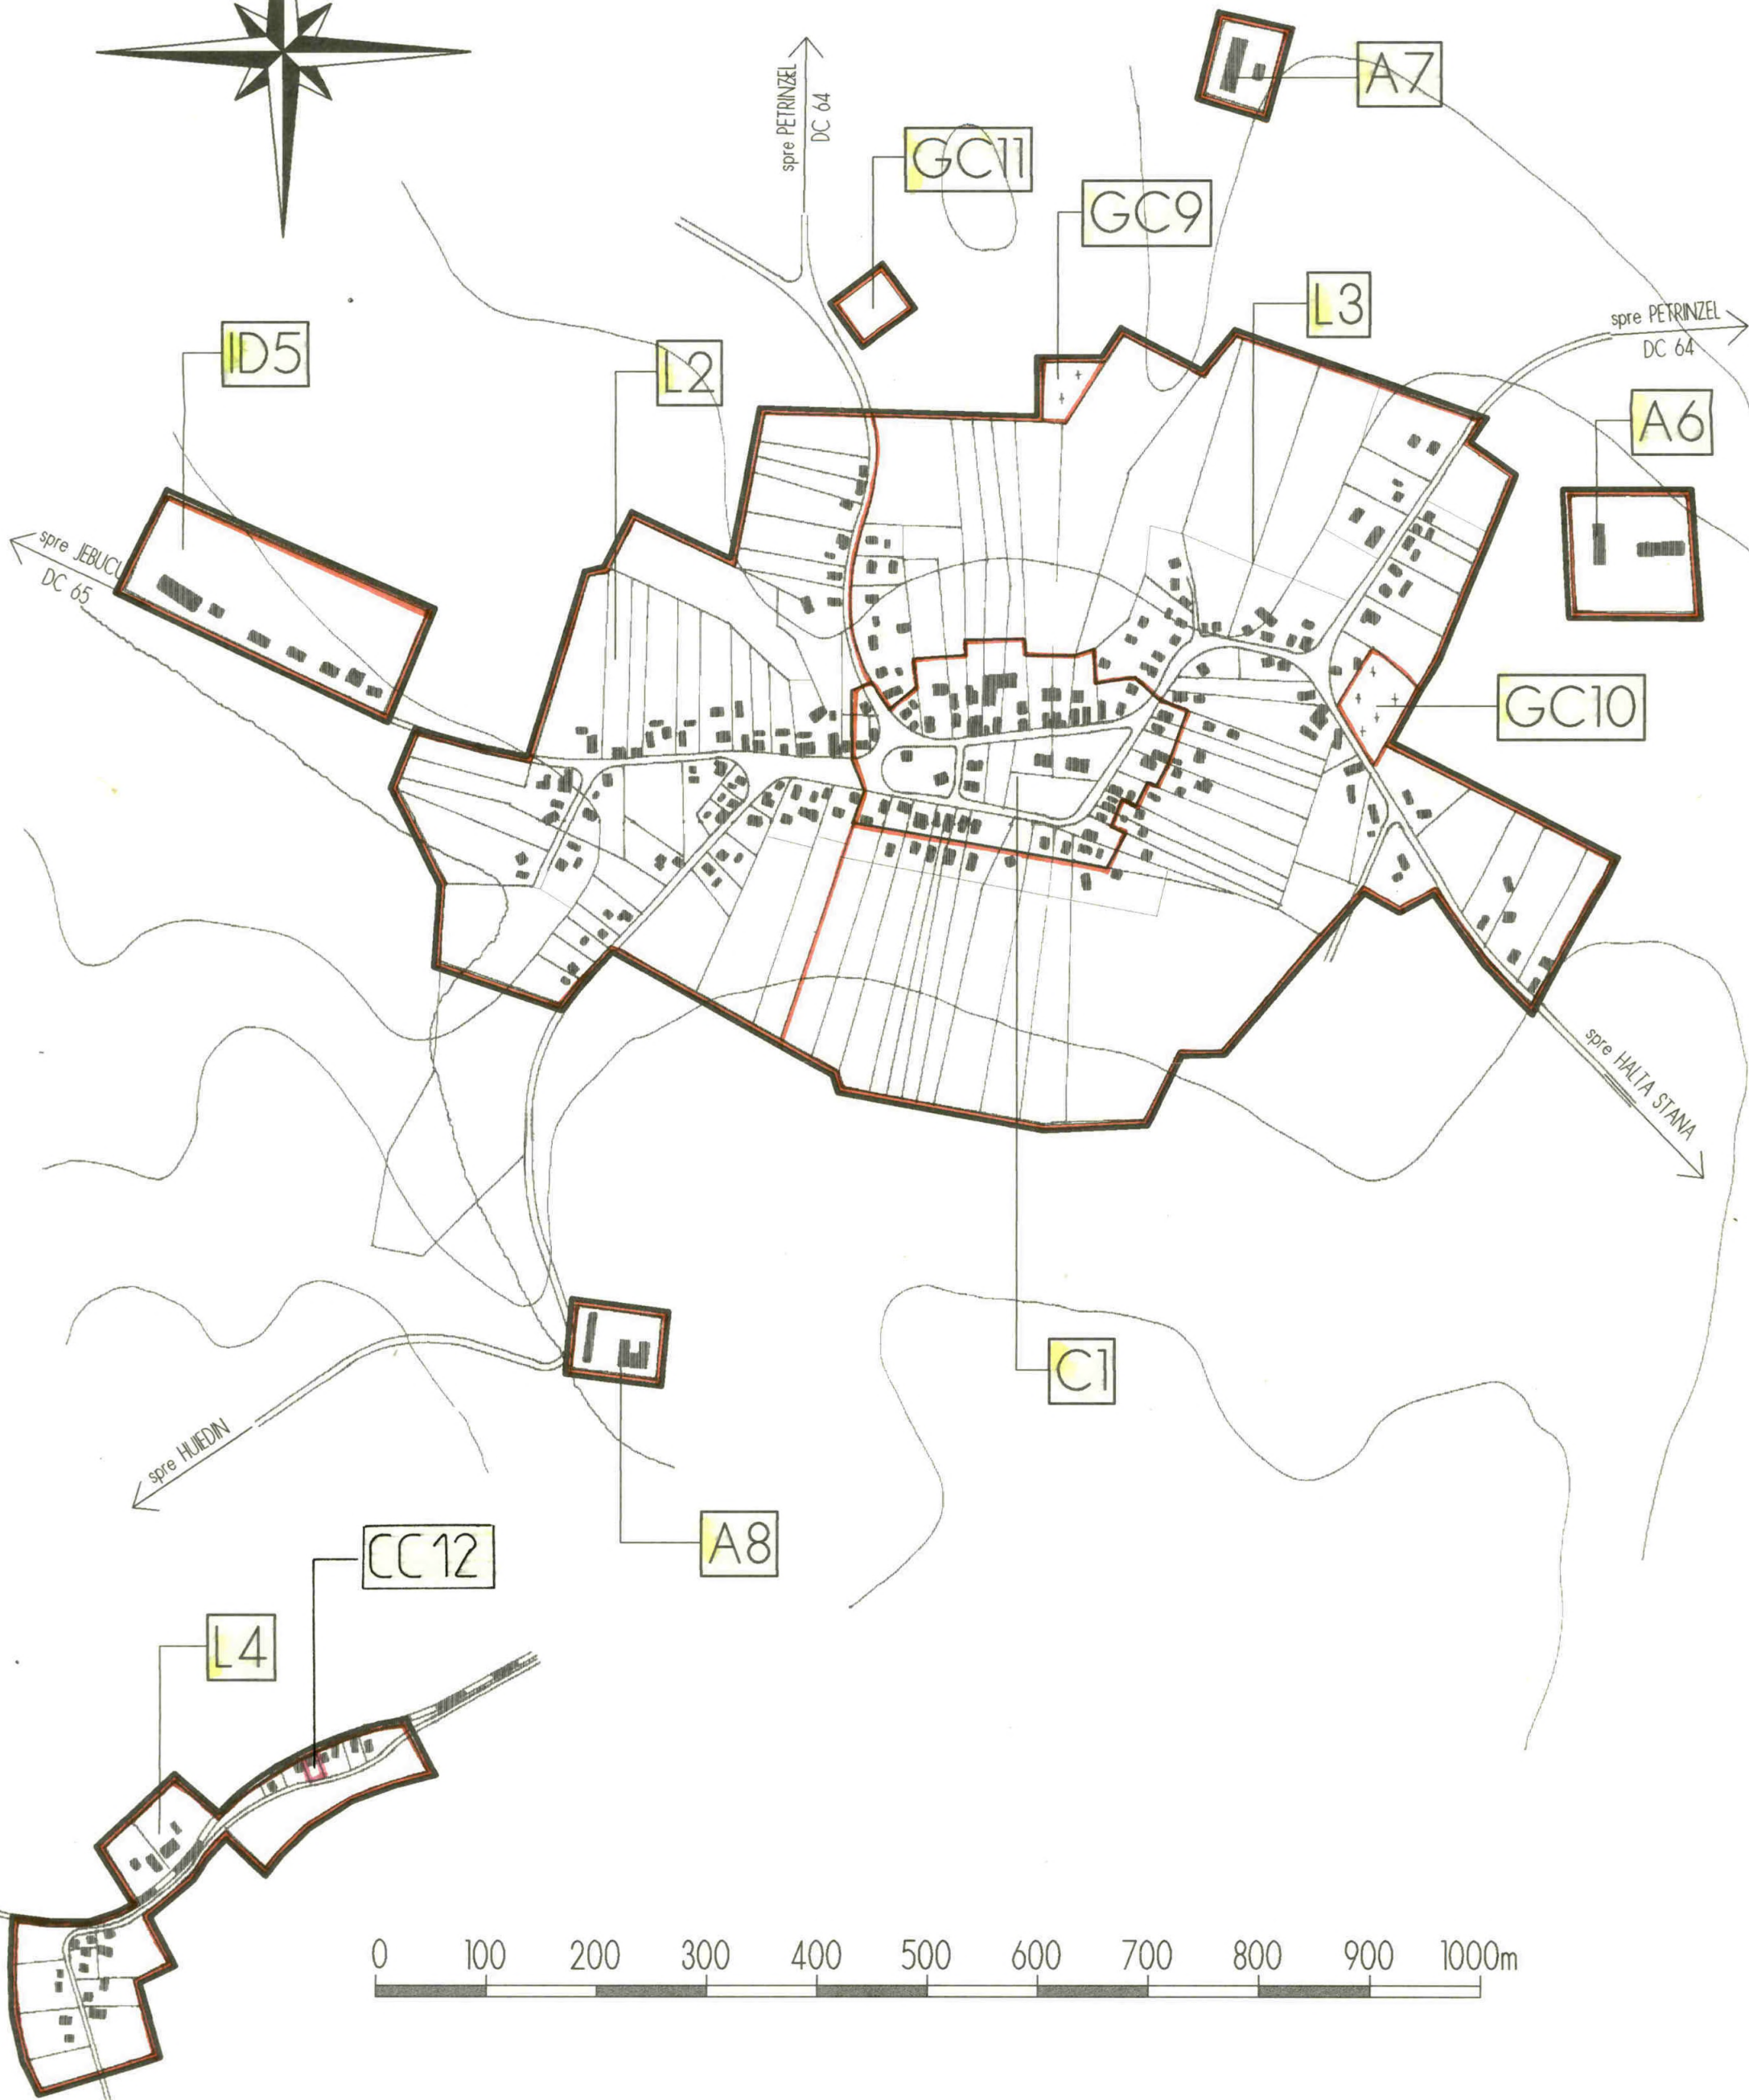 A7
spre PETRINZEL
DC 64
GC11
GC9
L3
spre PETRINZEL
DC 64
ID5
L2
A6
spre JEBUCU
DC 65
GC10
spre HALTA STANA
C1
spre HUIEDIN
A8
CC12
L4
0 100 200 300 400 500 600 700 800 900 1000m